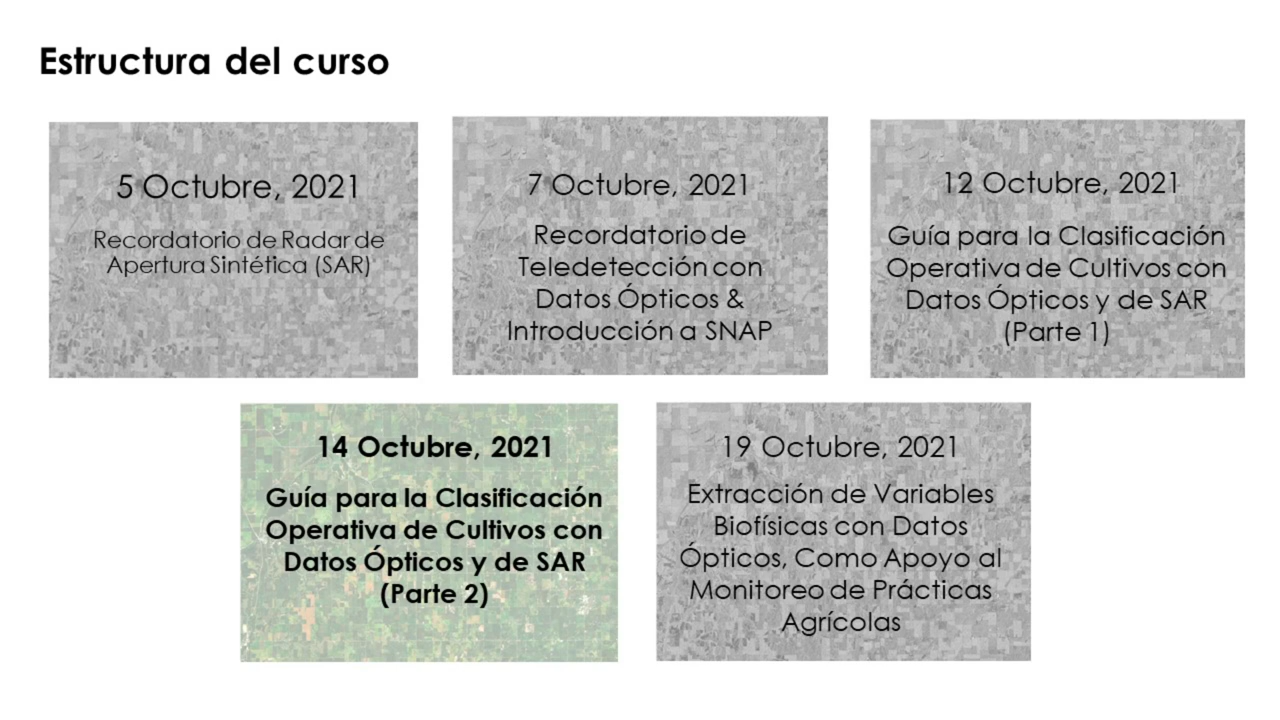 Estructura del curso
5 Octubre, 2021
Recordatorio de Radar de
Apertura Sintética (SAR)
7 Octubre, 2021
Recordatorio de
Teledetección con
Datos Ópticos &
Introducción a SNAP
12 Octubre, 2021
Guía para la Clasificación
Operativa de Cultivos con
Datos Ópticos y de SAR
(Parte 1)
14 Octubre, 2021
Guía para la Clasificación
Operativa de Cultivos con
Datos Ópticos y de SAR
(Parte 2)
19 Octubre, 2021
Extracción de Variables
Biofísicas con Datos
Ópticos, Como Apoyo al
Monitoreo de Prácticas
Agrícolas